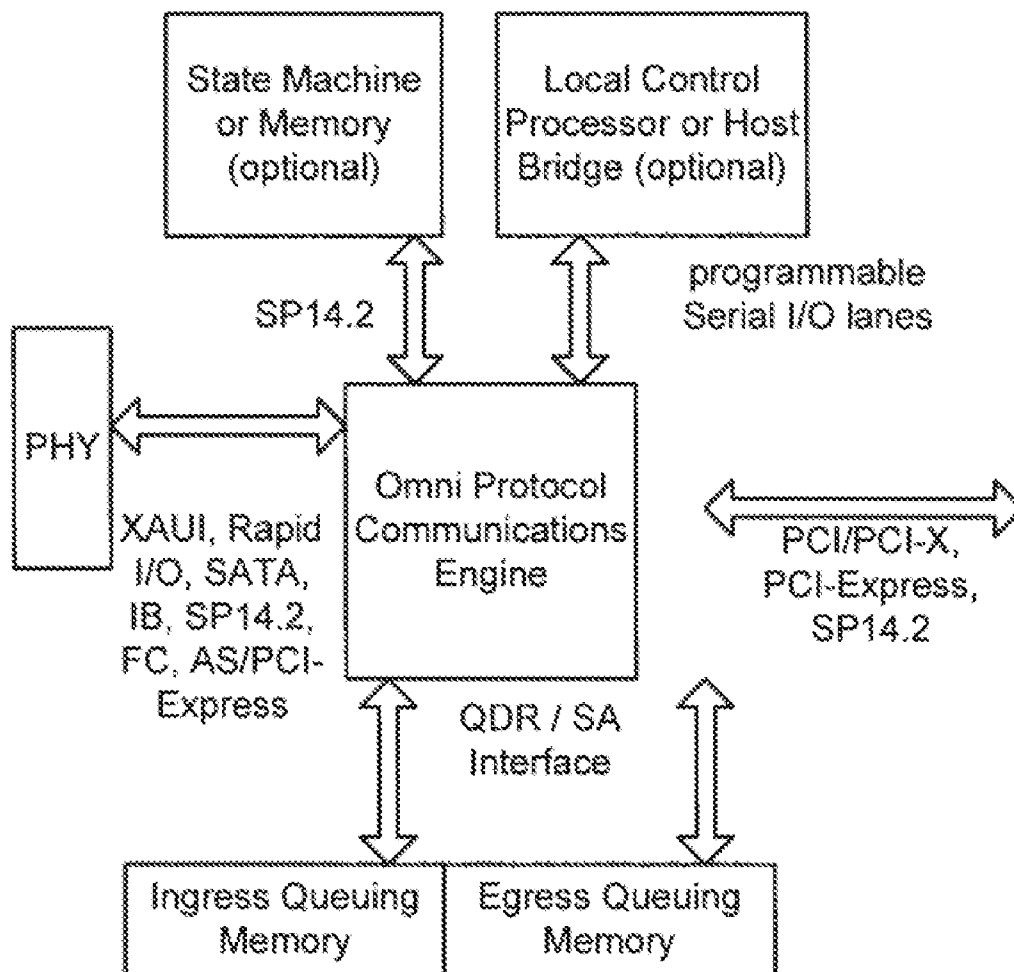 State Machine
or Memory
(optional)
Local Control
Processor or Host
Bridge (optional)
SP14.2
programmable
Serial I/O lanes
PHY
XAUI, Rapid
I/O, SATA,
IB, SP14.2,
FC, AS/PCI-
Express
Omni Protocol
Communications
Engine
PCI/PCI-X,
PCI-Express,
SP14.2
QDR / SA
Interface
Ingress Queuing
Memory
Egress Queuing
Memory